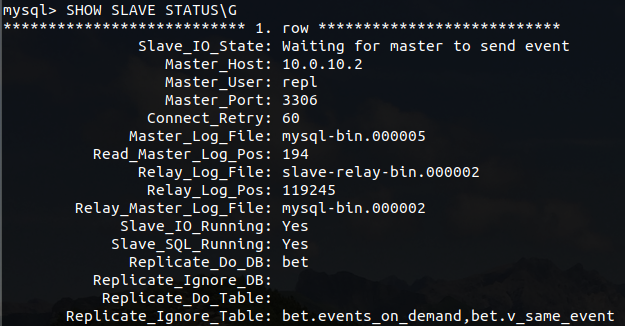 mysql> SHOW SLAVE STATUS\G
*************************** 1. row ***************************
Slave_IO_State: Waiting for master to send event
Master_Host: 10.0.10.2
Master_User: repl
Master_Port: 3306
Connect_Retry: 60
Master_Log_File: mysql-bin.000005
Read_Master_Log_Pos: 194
Relay_Log_File: slave-relay-bin.000002
Relay_Log_Pos: 119245
Relay_Master_Log_File: mysql-bin.000002
Slave_IO_Running: Yes
Slave_SQL_Running: Yes
Replicate_Do_DB: bet
Replicate_Ignore_DB:
Replicate_Do_Table:
Replicate_Ignore_Table: bet.events_on_demand,bet.v_same_event